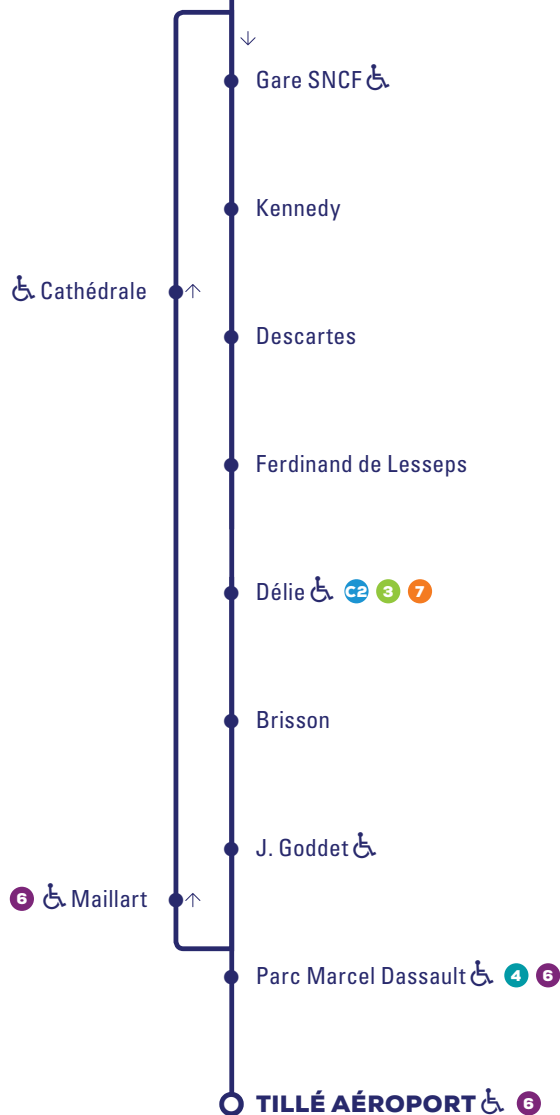 Gare SNCF
Kennedy
Cathédrale
Descartes
Ferdinand de Lesseps
Délie C2 3 7
Brisson
J. Goddet
6 Maillart
Parc Marcel Dassault 4 6
TILLÉ AÉROPORT 6